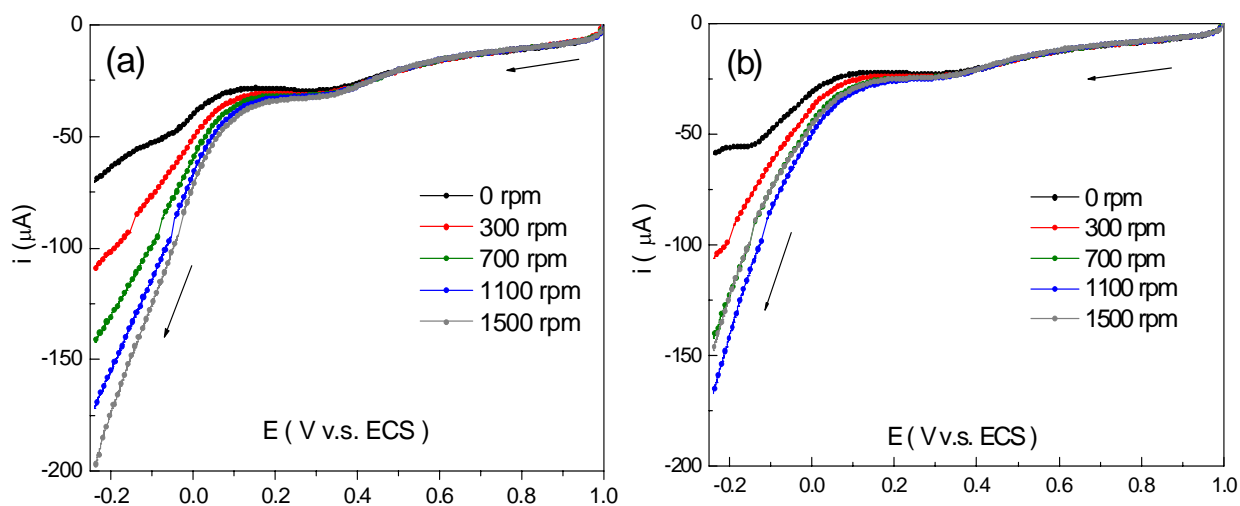 (a)
0
-50
-100
-150
-200
i (μA)
0 rpm
300 rpm
700 rpm
1100 rpm
1500 rpm
E ( V v.s. ECS )
-0.2 0.0 0.2 0.4 0.6 0.8 1.0
(b)
0
-50
-100
-150
-200
i ( μA )
0 rpm
300 rpm
700 rpm
1100 rpm
1500 rpm
E ( V v.s. ECS)
-0.2 0.0 0.2 0.4 0.6 0.8 1.0